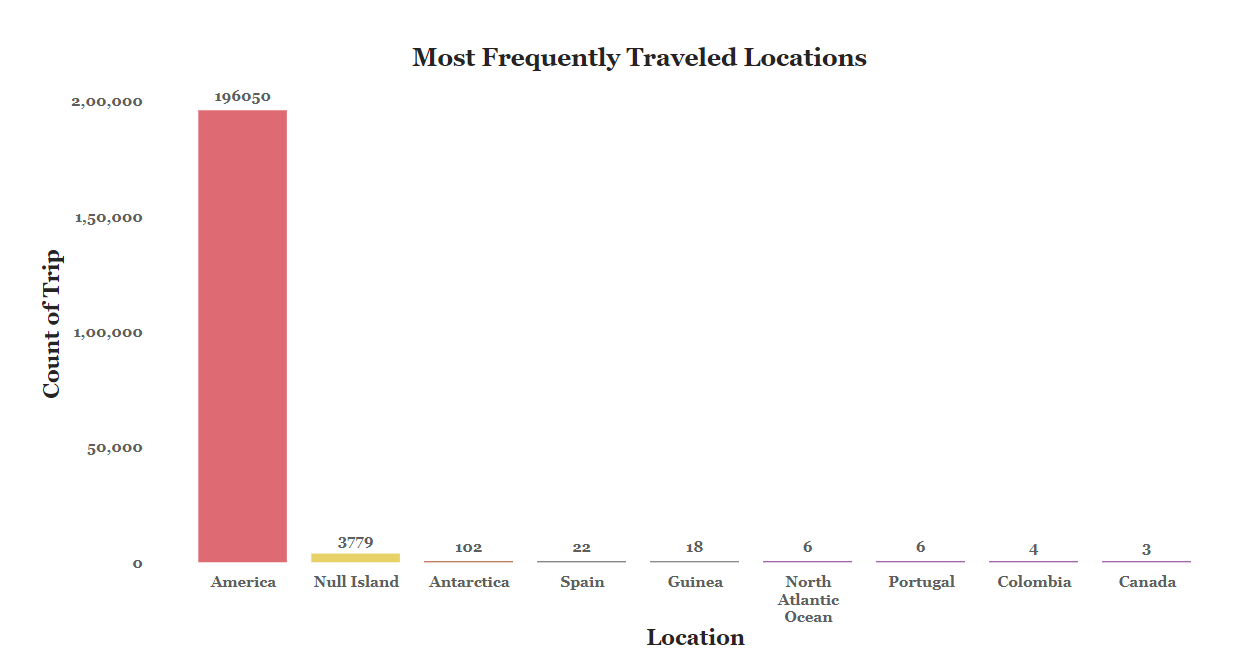 Most Frequently Traveled Locations
Count of Trip
2,00,000
1,50,000
1,00,000
50,000
0
196050
3779
102
22
18
6
6
4
3
America
Null Island
Antarctica
Spain
Guinea
North
Atlantic
Ocean
Portugal
Colombia
Canada
Location